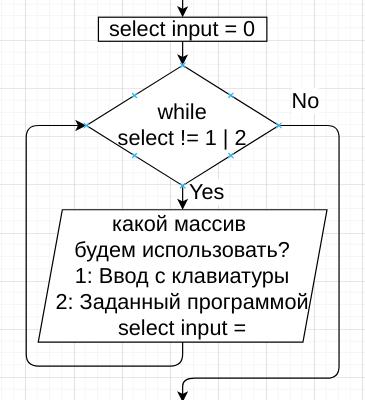 select input = 0
No
while
select != 1 | 2
Yes
какой массив
будем использовать?
1: Ввод с клавиатуры
2: Заданный программой
select input =